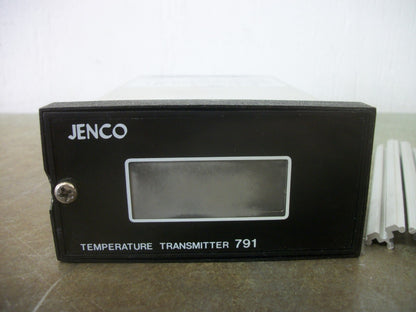 JENCO
TEMPERATURE TRANSMITTER 791